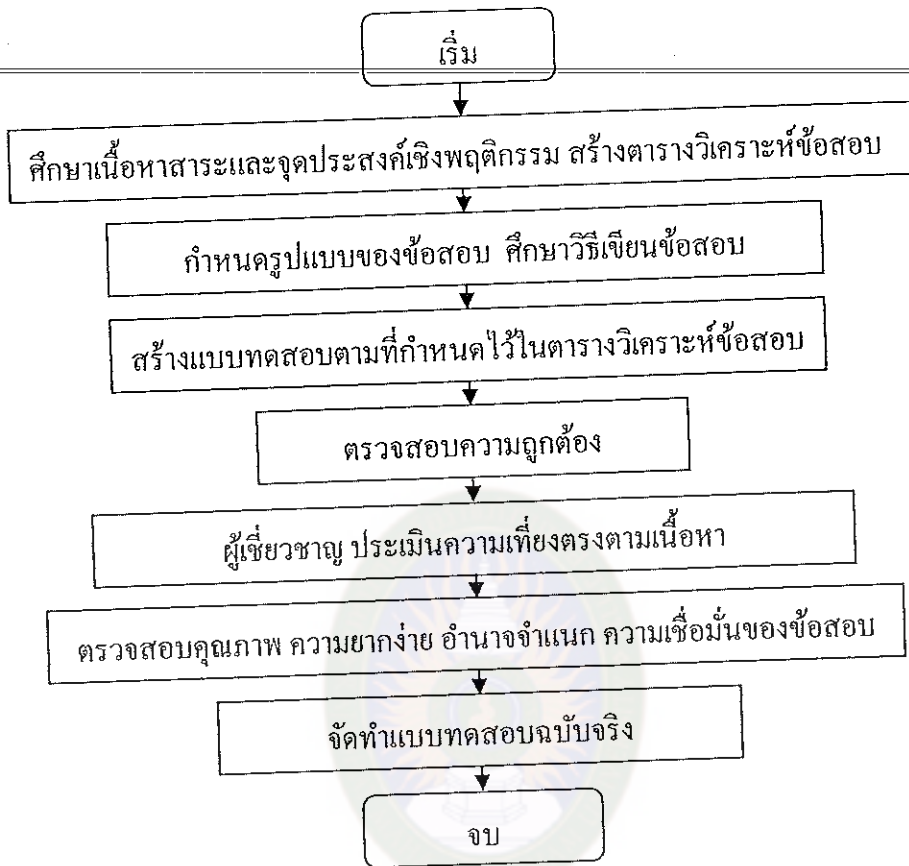 เริ่ม
ศึกษาเนื้อหาสาระและจุดประสงค์เชิงพฤติกรรม สร้างตารางวิเคราะห์ข้อสอบ
กำหนดรูปแบบของข้อสอบ ศึกษาวิธีเขียนข้อสอบ
สร้างแบบทดสอบตามที่กำหนดไว้ในตารางวิเคราะห์ข้อสอบ
ตรวจสอบความถูกต้อง
ผู้เชี่ยวชาญ ประเมินความเที่ยงตรงตามเนื้อหา
ตรวจสอบคุณภาพ ความยากง่าย อำนาจจำแนก ความเชื่อมั่นของข้อสอบ
จัดทำแบบทดสอบฉบับจริง
จบ